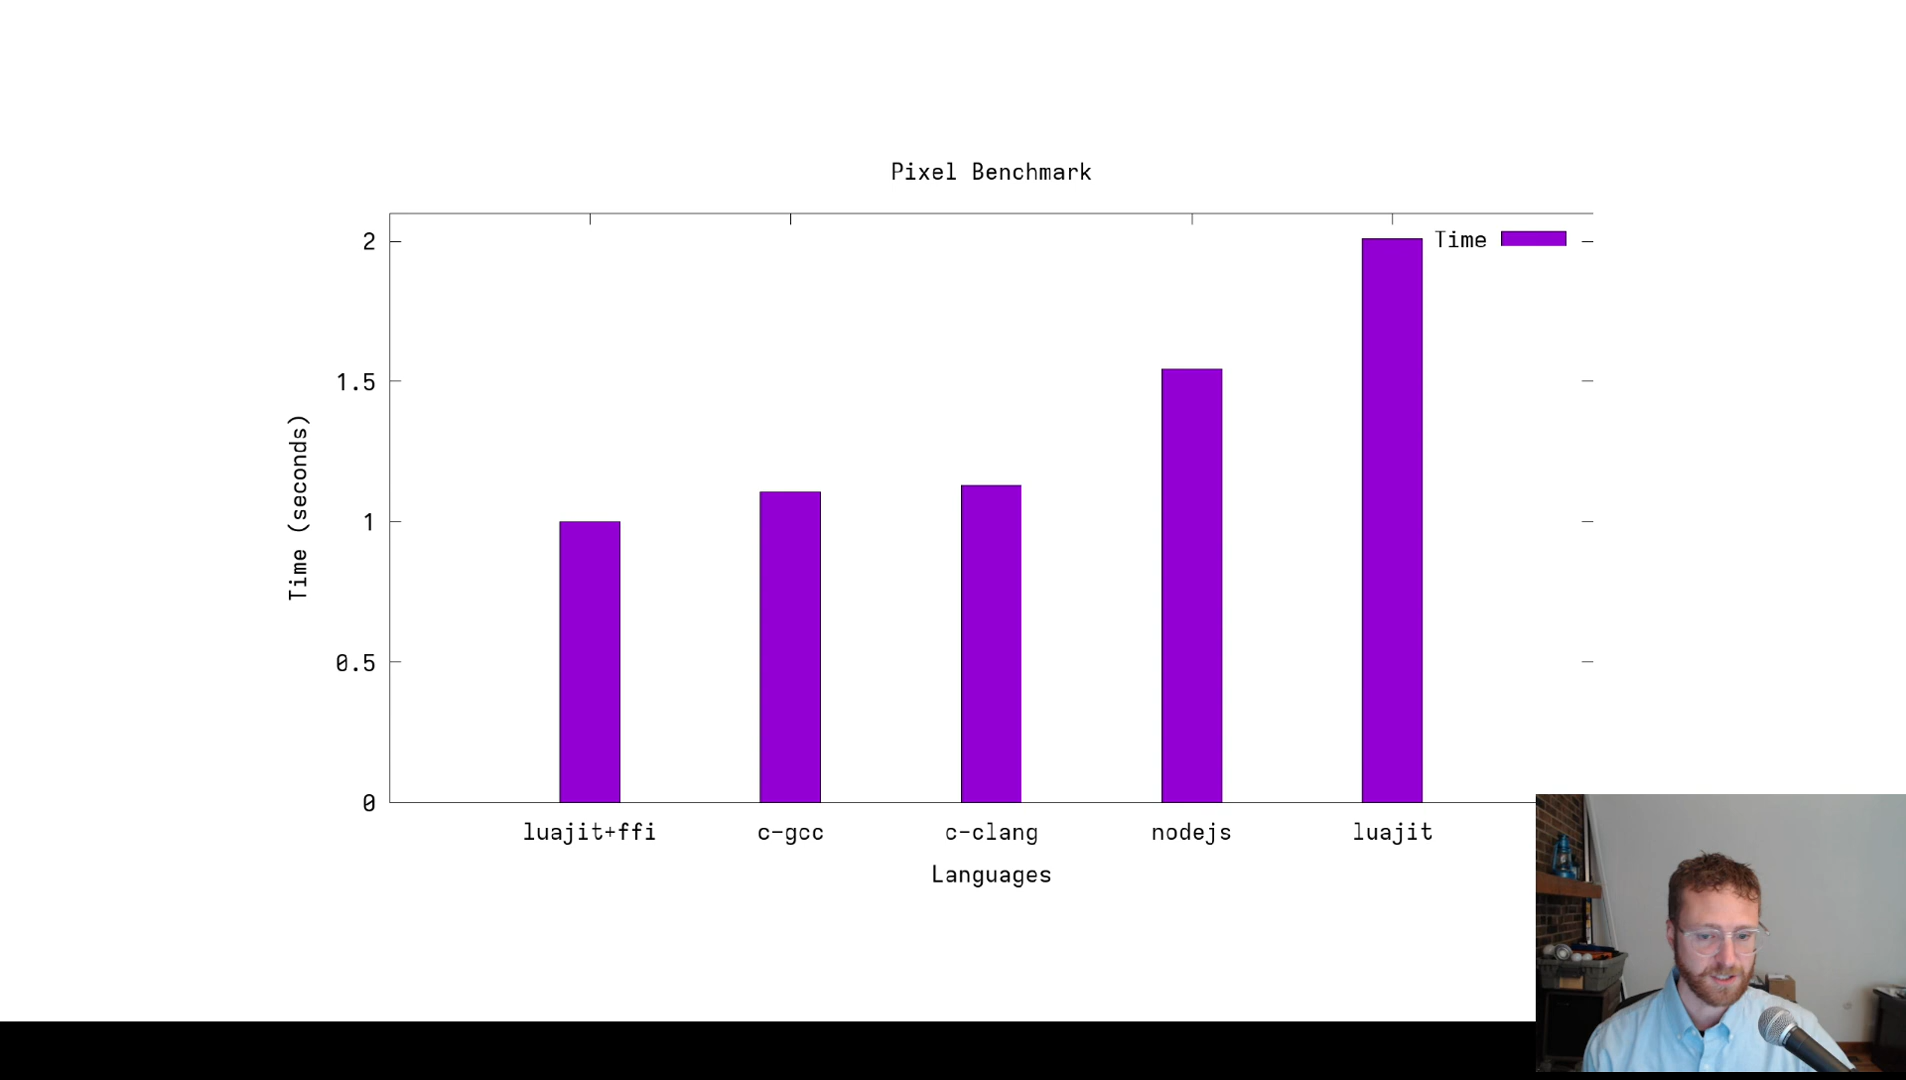 Pixel Benchmark
Time
2
1.5
1
0.5
0
Time (seconds)
luajit+ffi c-gcc c-clang nodejs luajit
Languages